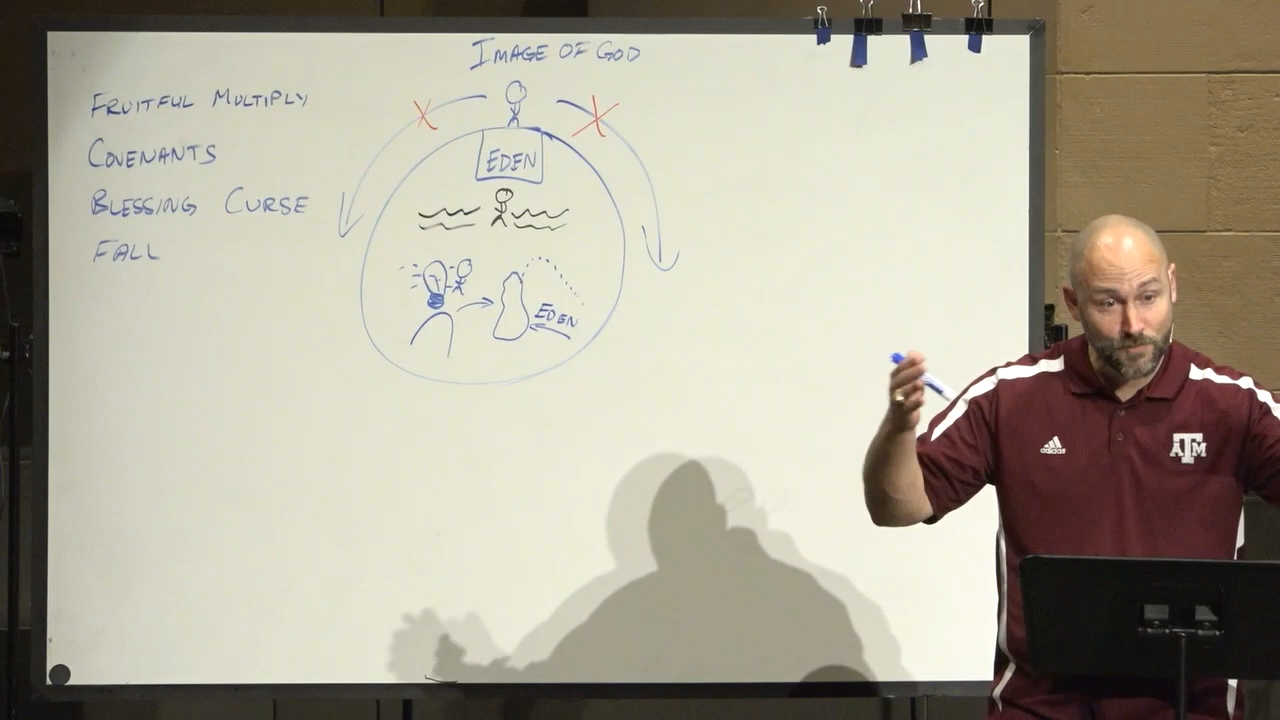 IMAGE OF GOD
FRUITFUL MULTIPLY
COVENANTS
BLESSING CURSE
FALL
EDEN
EDEN
adidas
ATM